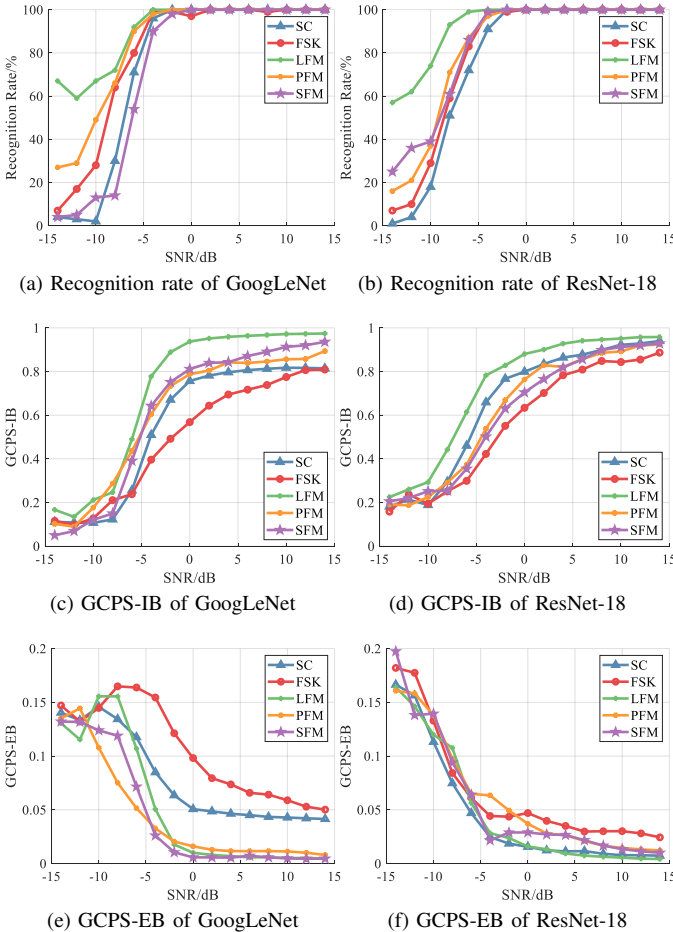 100
80
60
40
20
0
Recognition Rate/%
-15 -10 -5 0 5 10 15
SNR/dB
SC
FSK
LFM
PFM
SFM
(a) Recognition rate of GoogLeNet
100
80
60
40
20
0
Recognition Rate/%
-15 -10 -5 0 5 10 15
SNR/dB
SC
FSK
LFM
PFM
SFM
(b) Recognition rate of ResNet-18
1
0.8
0.6
0.4
0.2
0
GCPS-IB
-15 -10 -5 0 5 10 15
SNR/dB
SC
FSK
LFM
PFM
SFM
(c) GCPS-IB of GoogLeNet
1
0.8
0.6
0.4
0.2
0
GCPS-IB
-15 -10 -5 0 5 10 15
SNR/dB
SC
FSK
LFM
PFM
SFM
(d) GCPS-IB of ResNet-18
0.2
0.15
0.1
0.05
0
GCPS-EB
-15 -10 -5 0 5 10 15
SNR/dB
SC
FSK
LFM
PFM
SFM
(e) GCPS-EB of GoogLeNet
0.2
0.15
0.1
0.05
0
GCPS-EB
-15 -10 -5 0 5 10 15
SNR/dB
SC
FSK
LFM
PFM
SFM
(f) GCPS-EB of ResNet-18